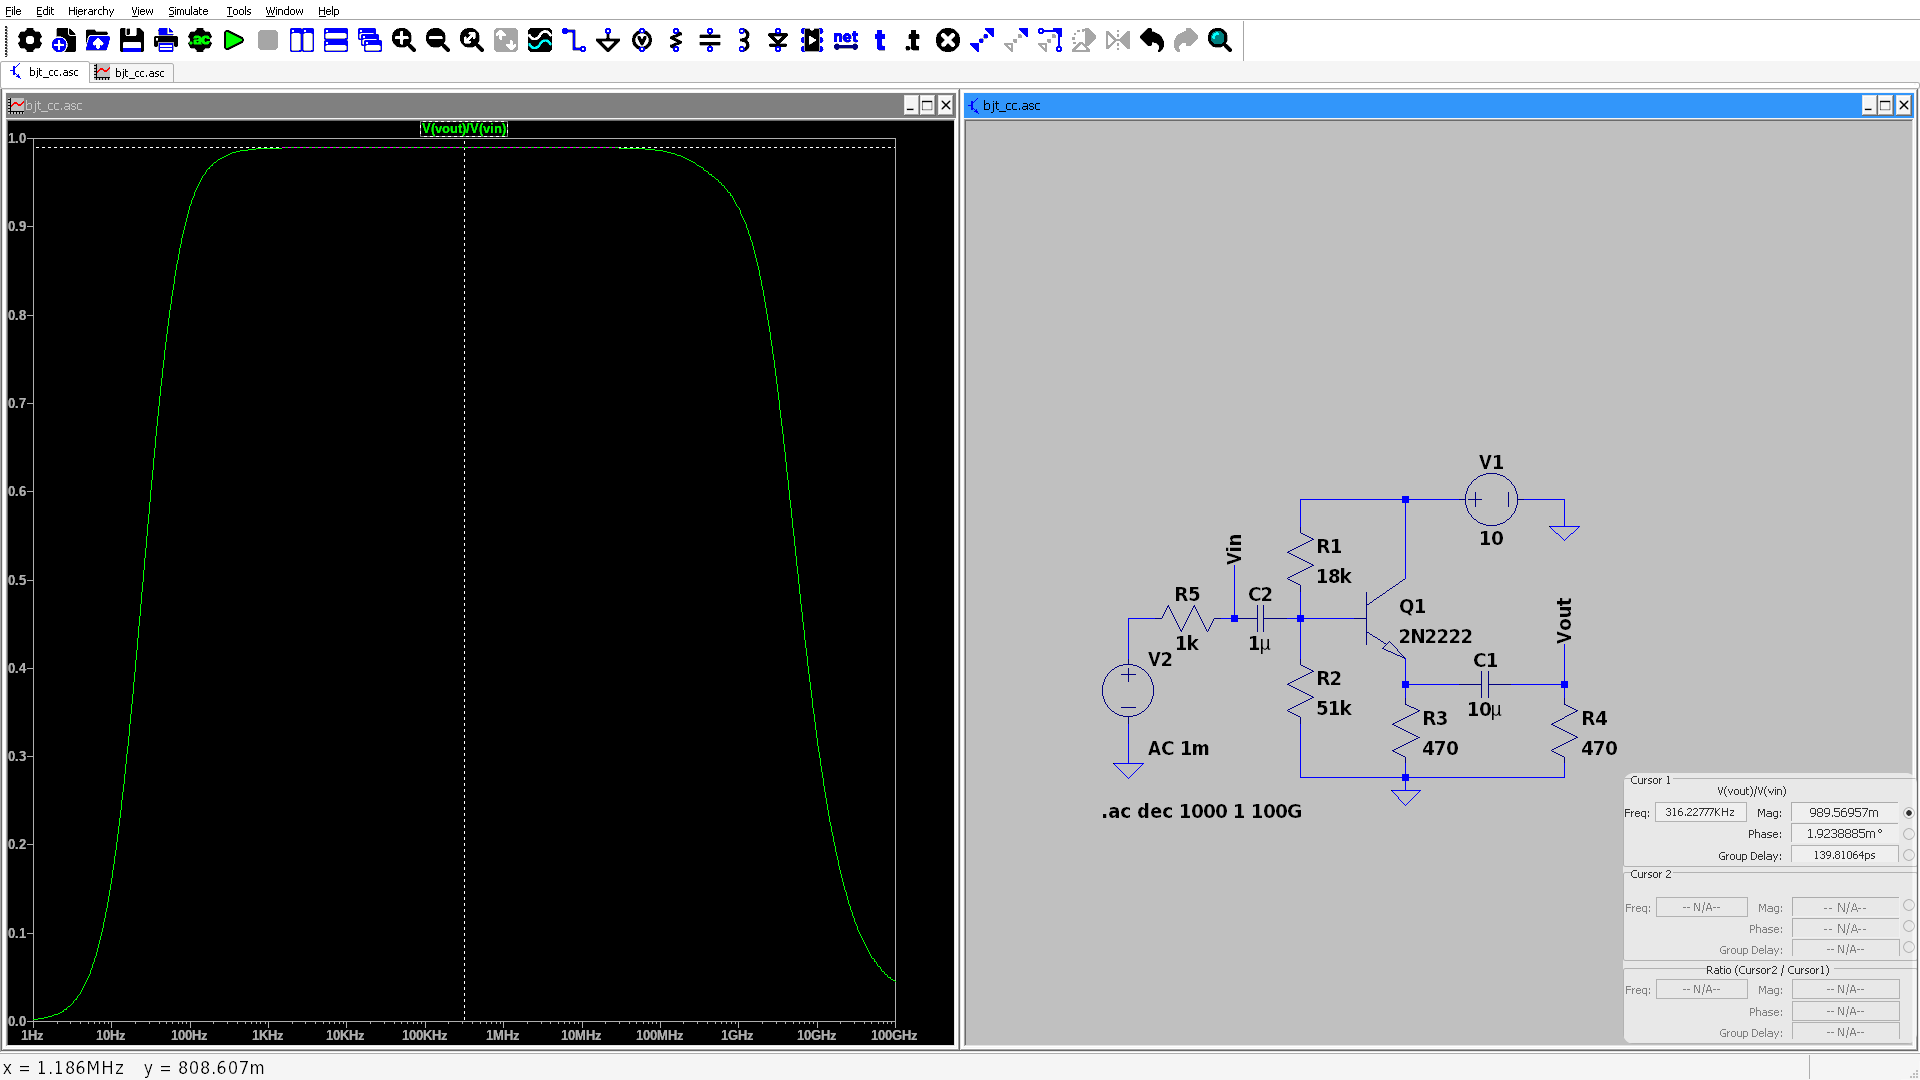 File Edit Hierarchy View Simulate Tools Window Help
.ac
net t .t
bjt_cc.asc bjt_cc.asc
bjt_cc.asc
V(vout)/V(vin)
1.0
0.9
0.8
0.7
0.6
0.5
0.4
0.3
0.2
0.1
0.0
1Hz 10Hz 100Hz 1KHz 10KHz 100KHz 1MHz 10MHz 100MHz 1GHz 10GHz 100GHz
bjt_cc.asc
V1
10
Vin
R1
18k
R5
1k
C2
1µ
Q1
2N2222
Vout
V2
AC 1m
R2
51k
C1
10µ
R3
470
R4
470
.ac dec 1000 1 100G
Cursor 1
V(vout)/V(vin)
Freq: 316.22777KHz Mag: 989.56957m
Phase: 1.9238885m°
Group Delay: 139.81064ps
Cursor 2
Freq: -- N/A-- Mag: -- N/A--
Phase: -- N/A--
Group Delay: -- N/A--
Ratio (Cursor2 / Cursor1)
Freq: -- N/A-- Mag: -- N/A--
Phase: -- N/A--
Group Delay: -- N/A--
x = 1.186MHz y = 808.607m